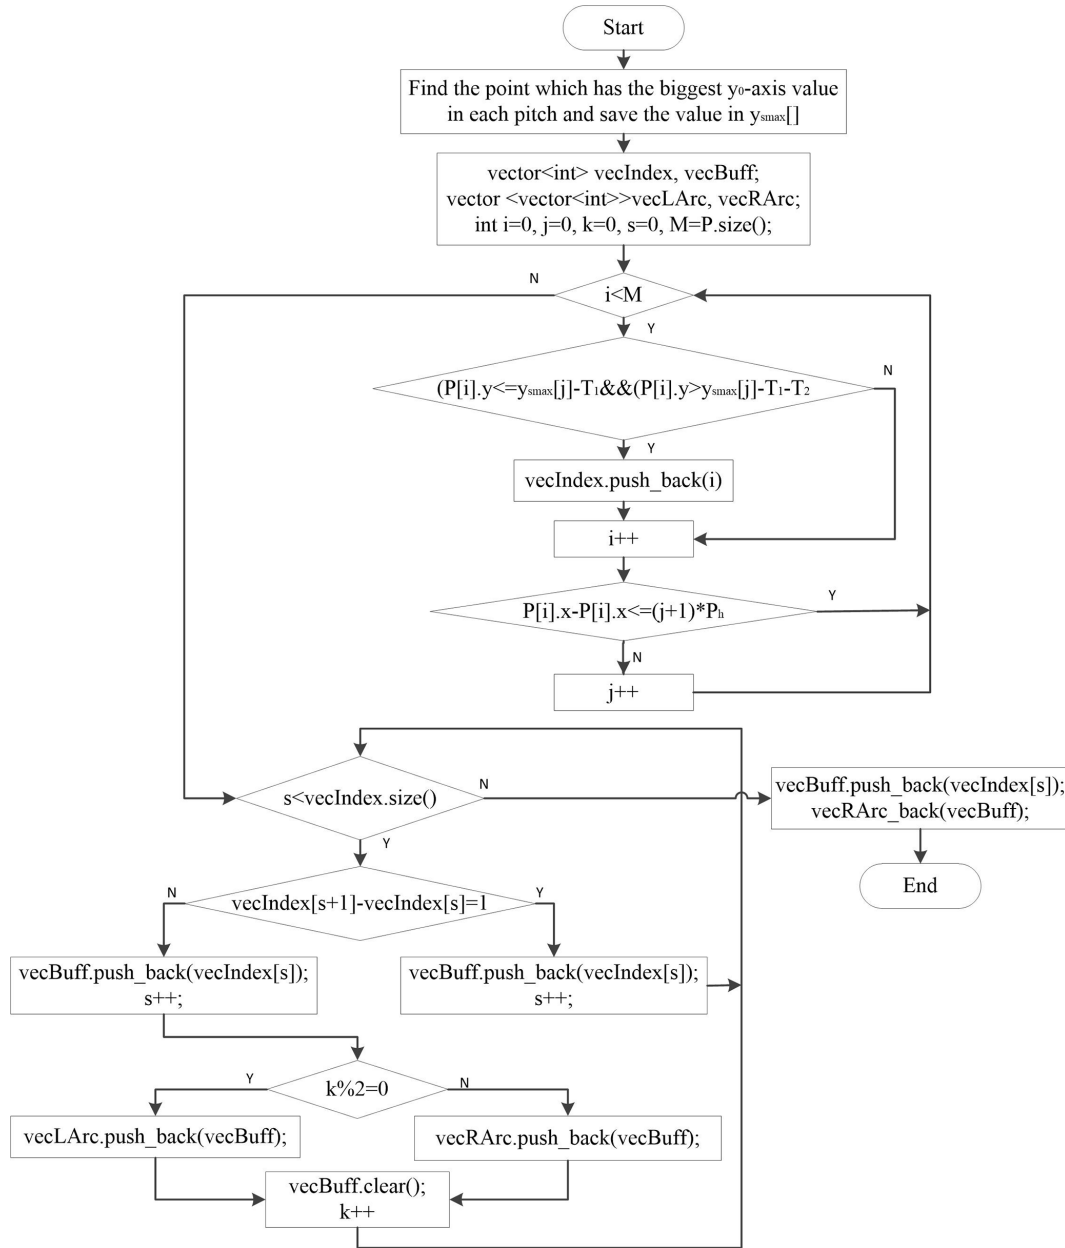 Start
Find the point which has the biggest y₀-axis value
in each pitch and save the value in yₛₘₐₓ[]
vector<int> vecIndex, vecBuff;
vector <vector<int>>vecLArc, vecRArc;
int i=0, j=0, k=0, s=0, M=P.size();
N
i<M
Y
(P[i].y<=yₛₘₐₓ[j]-T₁&&(P[i].y>yₛₘₐₓ[j]-T₁-T₂
N
Y
vecIndex.push_back(i)
i++
P[i].x-P[i].x<=(j+1)*Pₕ
Y
N
j++
s<vecIndex.size()
N
vecBuff.push_back(vecIndex[s]);
vecRArc_back(vecBuff);
Y
End
N
vecIndex[s+1]-vecIndex[s]=1
Y
vecBuff.push_back(vecIndex[s]);
s++;
vecBuff.push_back(vecIndex[s]);
s++;
Y
k%2=0
N
vecLArc.push_back(vecBuff);
vecRArc.push_back(vecBuff);
vecBuff.clear();
k++